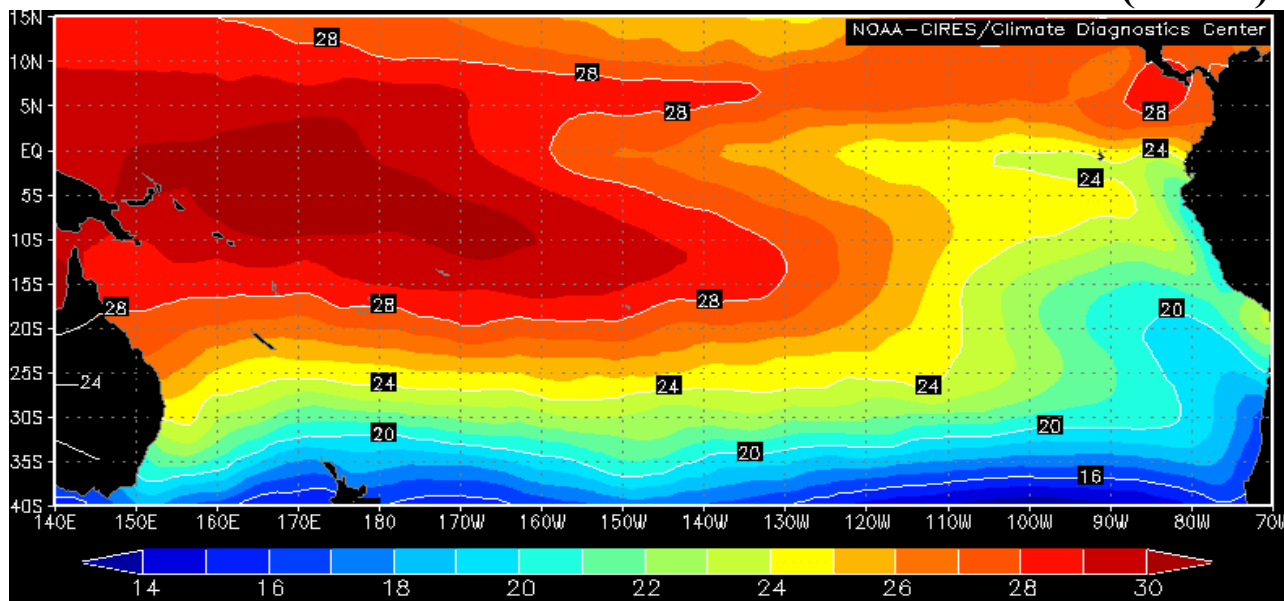 15N
NOAA-CIRES/Climate Diagnostics Center
28
10N
28
5N 28 28
EQ 24
24
5S
10S
15S
28 28 28 20
20S
25S
24 24 24 24
30S
20 20 20
35S
16
40S
140E 150E 160E 170E 180 170W 160W 150W 140W 130W 120W 110W 100W 90W 80W 70W
14 16 18 20 22 24 26 28 30